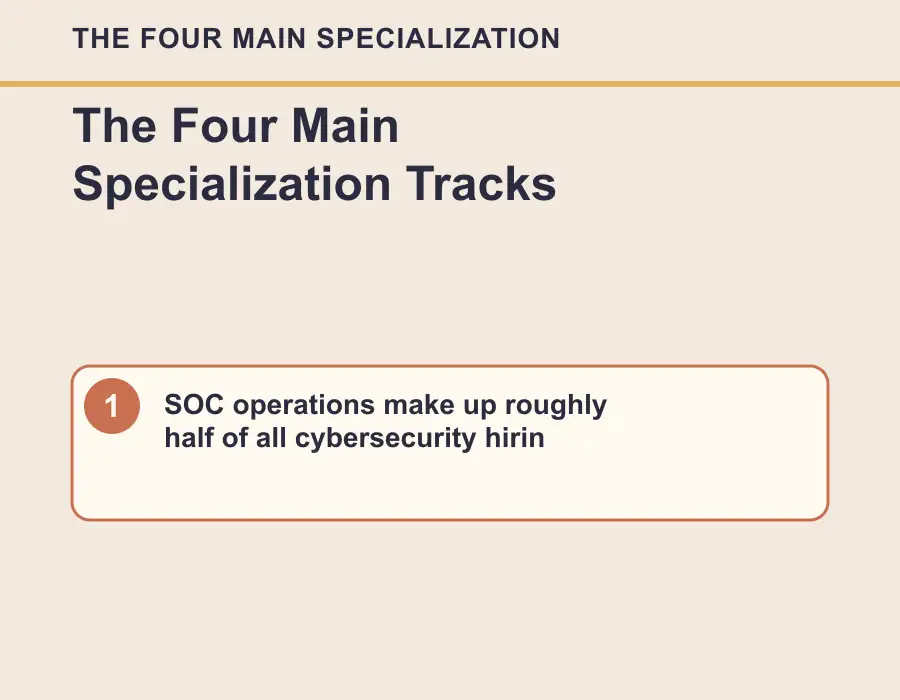 THE FOUR MAIN SPECIALIZATION
The Four Main
Specialization Tracks
1
SOC operations make up roughly
half of all cybersecurity hirin